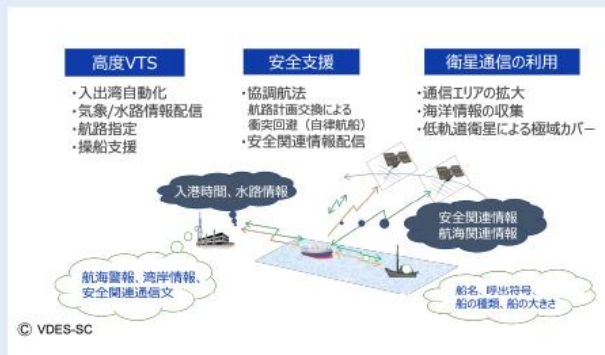 高度VTS
・入出湾自動化
・気象/水路情報配信
・航路指定
・操船支援
安全支援
・協調航法
航路計画交換による
衝突回避（自律航船）
・安全関連情報配信
衛星通信の利用
・通信エリアの拡大
・海洋情報の収集
・低軌道衛星による極域カバー
入港時間、水路情報
安全関連情報
航海関連情報
航海警報、湾岸情報、
安全関連通信文
船名、呼出符号、
船の種類、船の大きさ
© VDES-SC